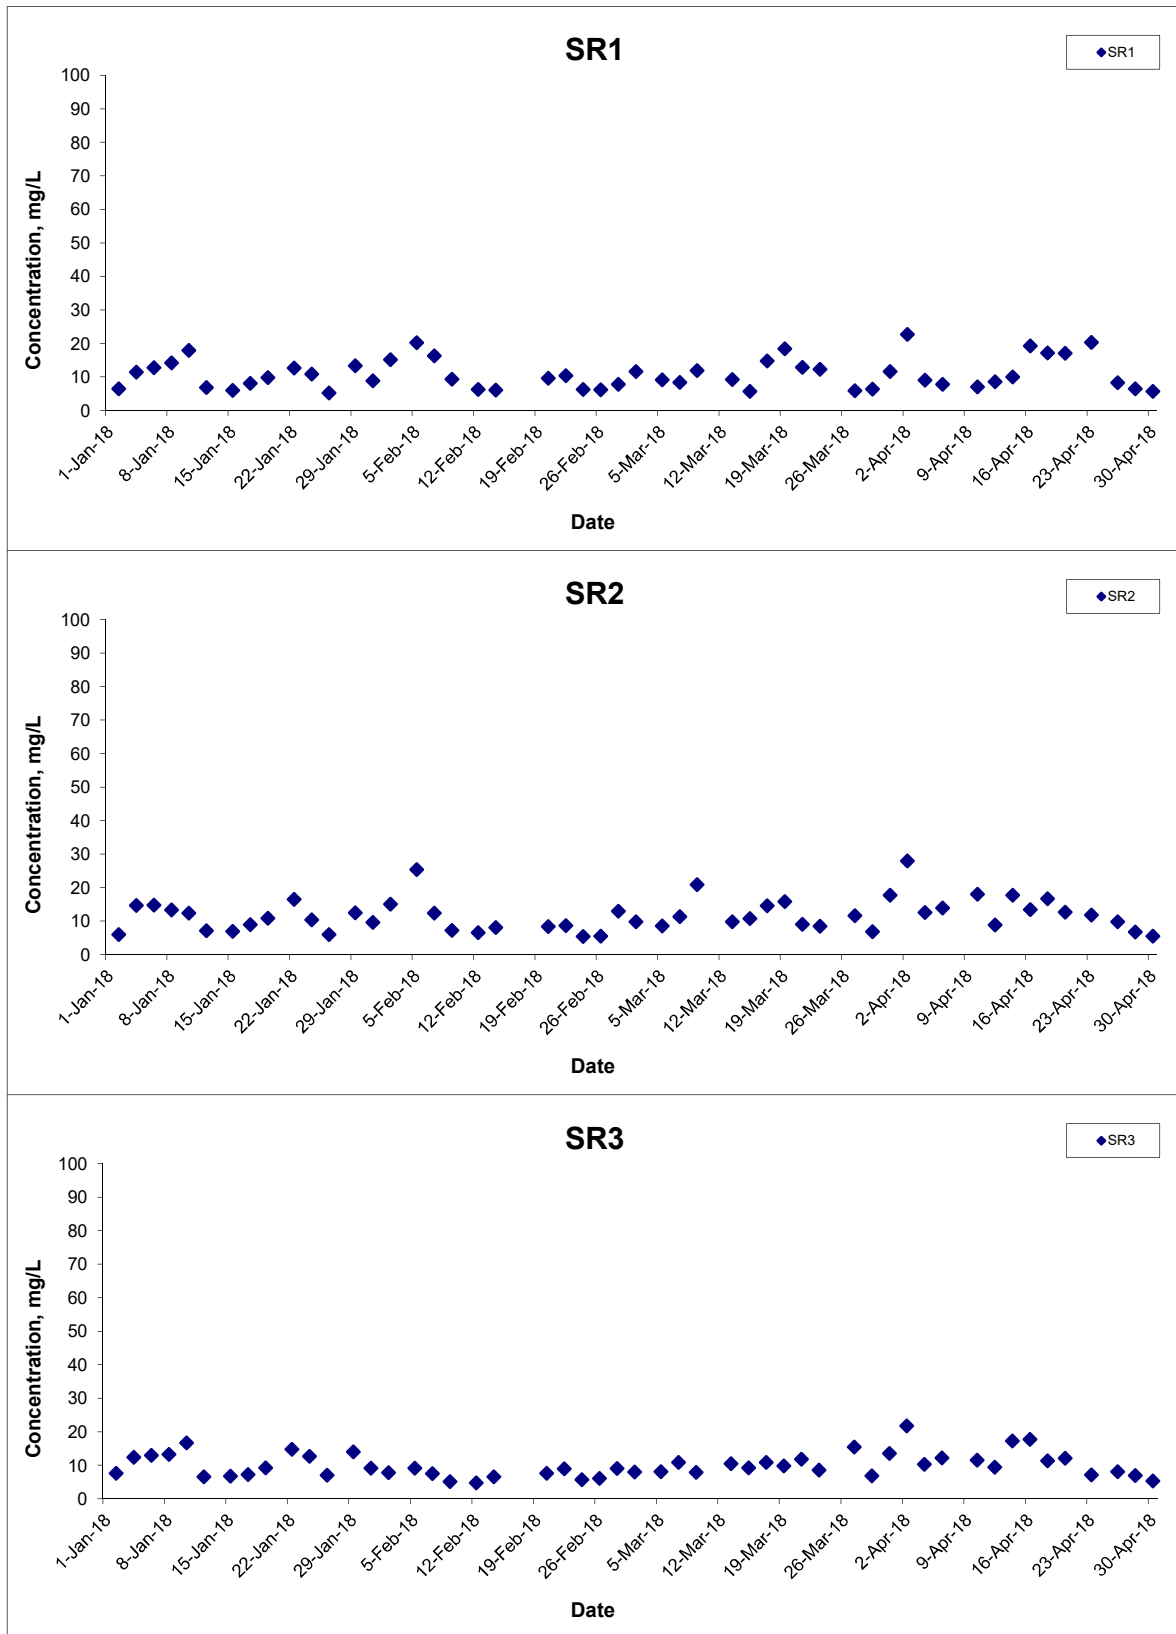 SR1
SR1
100
90
80
70
60
50
40
30
20
10
0
Concentration, mg/L
1-Jan-18
8-Jan-18
15-Jan-18
22-Jan-18
29-Jan-18
5-Feb-18
12-Feb-18
19-Feb-18
26-Feb-18
5-Mar-18
12-Mar-18
19-Mar-18
26-Mar-18
2-Apr-18
9-Apr-18
16-Apr-18
23-Apr-18
30-Apr-18
Date
SR2
SR2
100
90
80
70
60
50
40
30
20
10
0
Concentration, mg/L
1-Jan-18
8-Jan-18
15-Jan-18
22-Jan-18
29-Jan-18
5-Feb-18
12-Feb-18
19-Feb-18
26-Feb-18
5-Mar-18
12-Mar-18
19-Mar-18
26-Mar-18
2-Apr-18
9-Apr-18
16-Apr-18
23-Apr-18
30-Apr-18
Date
SR3
SR3
100
90
80
70
60
50
40
30
20
10
0
Concentration, mg/L
1-Jan-18
8-Jan-18
15-Jan-18
22-Jan-18
29-Jan-18
5-Feb-18
12-Feb-18
19-Feb-18
26-Feb-18
5-Mar-18
12-Mar-18
19-Mar-18
26-Mar-18
2-Apr-18
9-Apr-18
16-Apr-18
23-Apr-18
30-Apr-18
Date